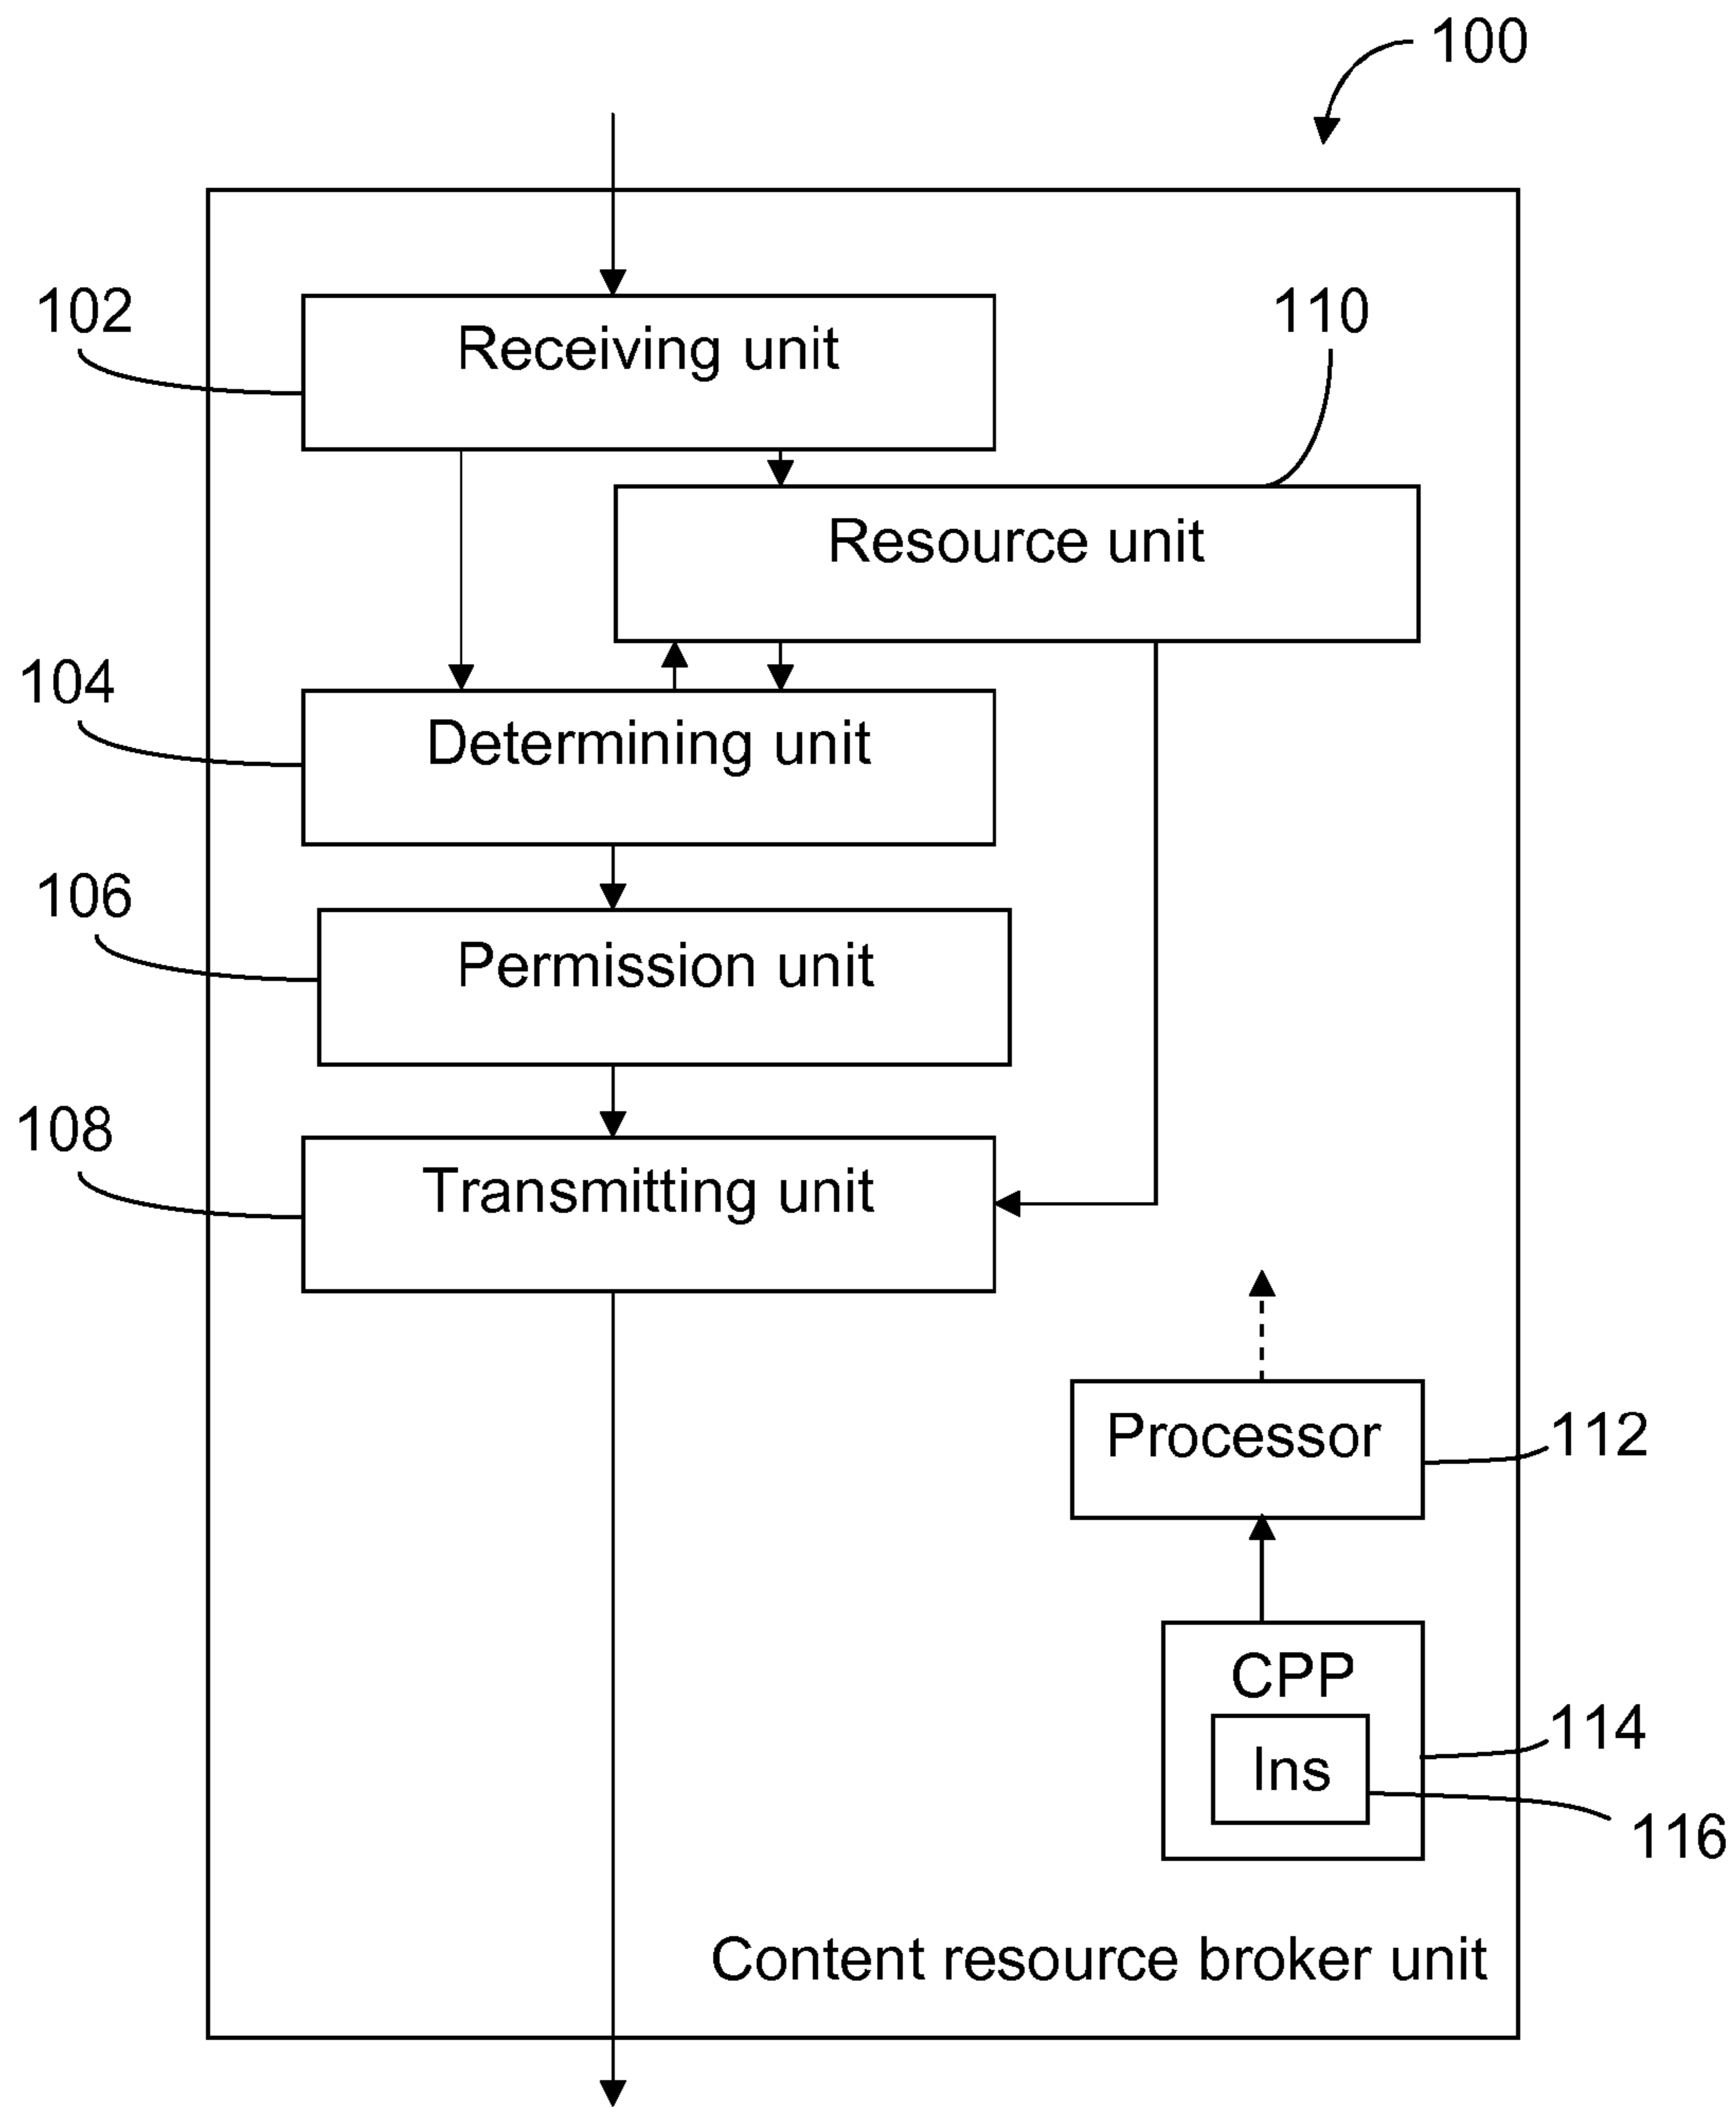 100
102
Receiving unit
110
Resource unit
104
Determining unit
106
Permission unit
108
Transmitting unit
Processor
112
CPP
114
Ins
116
Content resource broker unit